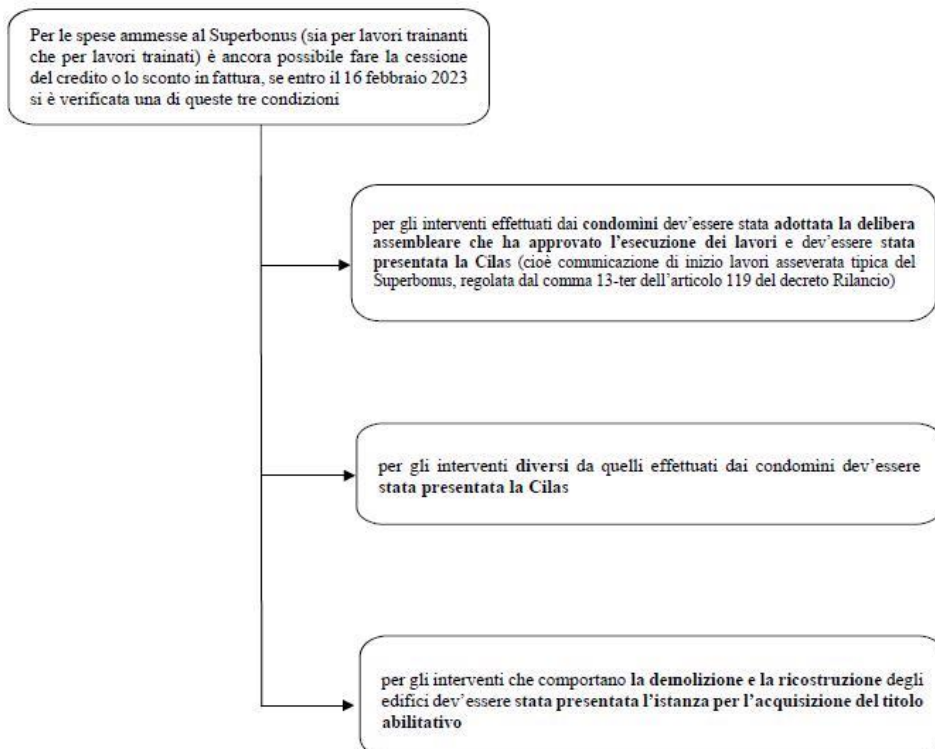 Per le spese ammesse al Superbonus (sia per lavori trainanti
che per lavori trainati) è ancora possibile fare la cessione
del credito o lo sconto in fattura, se entro il 16 febbraio 2023
si è verificata una di queste tre condizioni
per gli interventi effettuati dai condomini dev'essere stata adottata la delibera
assembleare che ha approvato l'esecuzione dei lavori e dev'essere stata
presentata la Cilas (cioè comunicazione di inizio lavori asseverata tipica del
Superbonus, regolata dal comma 13-ter dell'articolo 119 del decreto Rilancio)
per gli interventi diversi da quelli effettuati dai condomini dev'essere
stata presentata la Cilas
per gli interventi che comportano la demolizione e la ricostruzione degli
edifici dev'essere stata presentata l'istanza per l'acquisizione del titolo
abilitativo